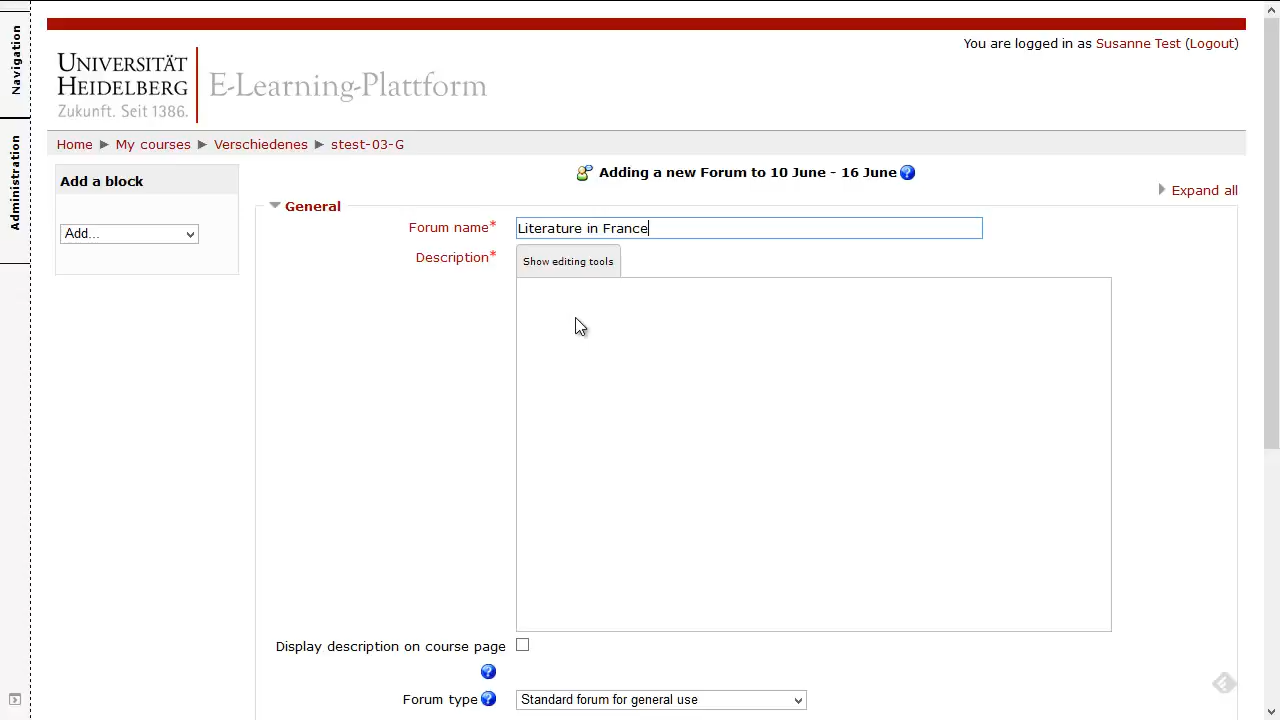 You are logged in as Susanne Test (Logout)
Navigation
UNIVERSITÄT
HEIDELBERG
Zukunft. Seit 1386.
E-Learning-Plattform
Administration
Home ► My courses ► Verschiedenes ► stest-03-G
Add a block
Add...
Adding a new Forum to 10 June - 16 June
Expand all
General
Forum name* Literature in France
Description* Show editing tools
Display description on course page
Forum type Standard forum for general use